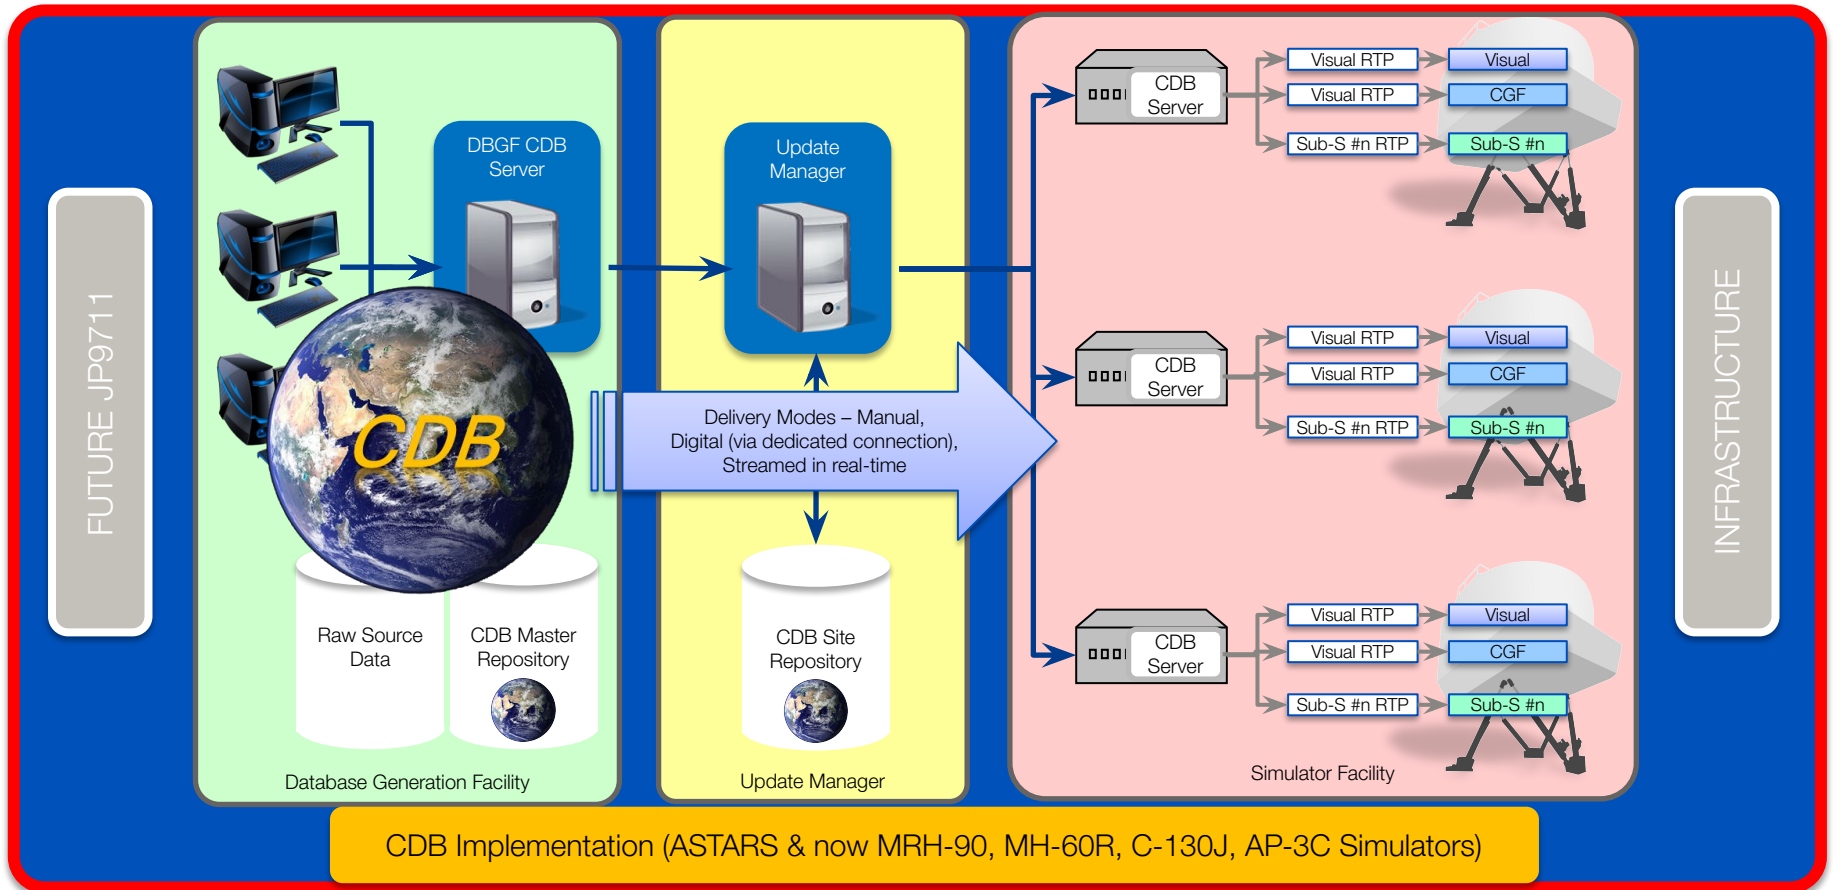 FUTURE JP9711
DBGF CDB
Server
CDB
Raw Source
Data
CDB Master
Repository
Database Generation Facility
Update
Manager
Delivery Modes – Manual,
Digital (via dedicated connection),
Streamed in real-time
CDB Site
Repository
Update Manager
CDB
Server
Visual RTP
Visual
Visual RTP
CGF
Sub-S #n RTP
Sub-S #n
CDB
Server
Visual RTP
Visual
Visual RTP
CGF
Sub-S #n RTP
Sub-S #n
CDB
Server
Visual RTP
Visual
Visual RTP
CGF
Sub-S #n RTP
Sub-S #n
Simulator Facility
INFRASTRUCTURE
CDB Implementation (ASTARS & now MRH-90, MH-60R, C-130J, AP-3C Simulators)